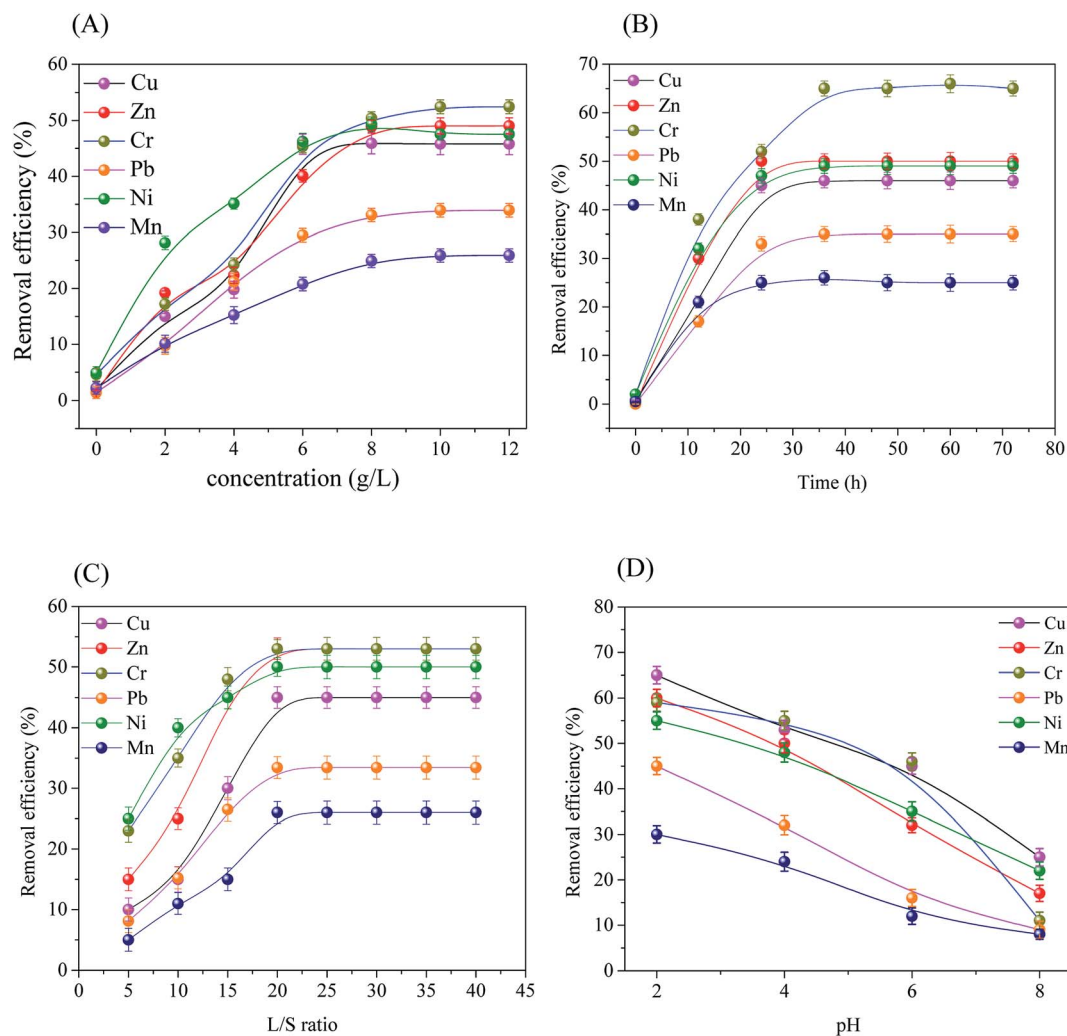 (A)
60
50
40
30
20
10
0
Removal efficiency (%)
Cu
Zn
Cr
Pb
Ni
Mn
0 2 4 6 8 10 12
concentration (g/L)
(B)
70
60
50
40
30
20
10
0
Removal efficiency (%)
Cu
Zn
Cr
Pb
Ni
Mn
0 10 20 30 40 50 60 70 80
Time (h)
(C)
60
50
40
30
20
10
0
Removal efficiency (%)
Cu
Zn
Cr
Pb
Ni
Mn
5 10 15 20 25 30 35 40 45
L/S ratio
(D)
80
70
60
50
40
30
20
10
0
Removal efficiency (%)
Cu
Zn
Cr
Pb
Ni
Mn
2 4 6 8
pH